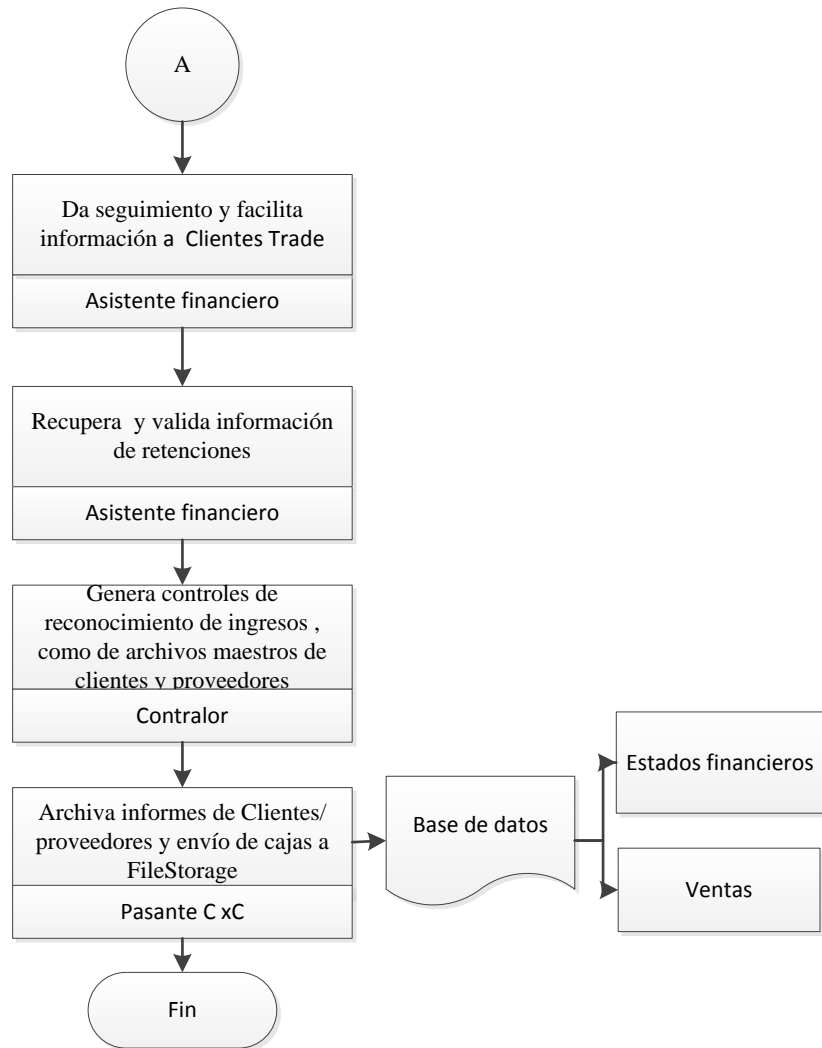 A
Da seguimiento y facilita
información a Clientes Trade
Asistente financiero
Recupera y valida información
de retenciones
Asistente financiero
Genera controles de
reconocimiento de ingresos ,
como de archivos maestros de
clientes y proveedores
Contralor
Archiva informes de Clientes/
proveedores y envío de cajas a
FileStorage
Pasante C xC
Base de datos
Estados financieros
Ventas
Fin